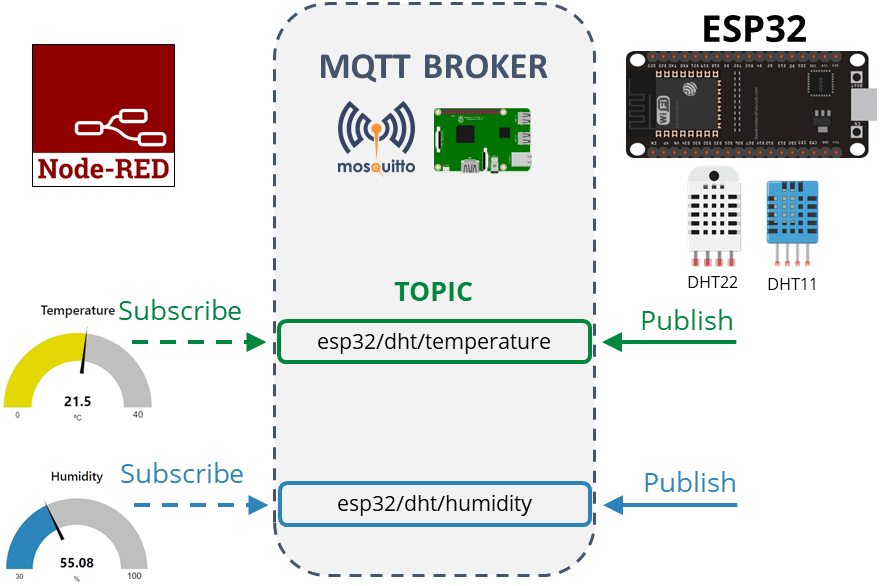 ESP32
MQTT BROKER
mosquitto
Node-RED
WiFi
DHT22
DHT11
TOPIC
Temperature
Subscribe
Publish
esp32/dht/temperature
21.5
0
°C
40
Humidity
Subscribe
Publish
esp32/dht/humidity
55.08
30
%
100